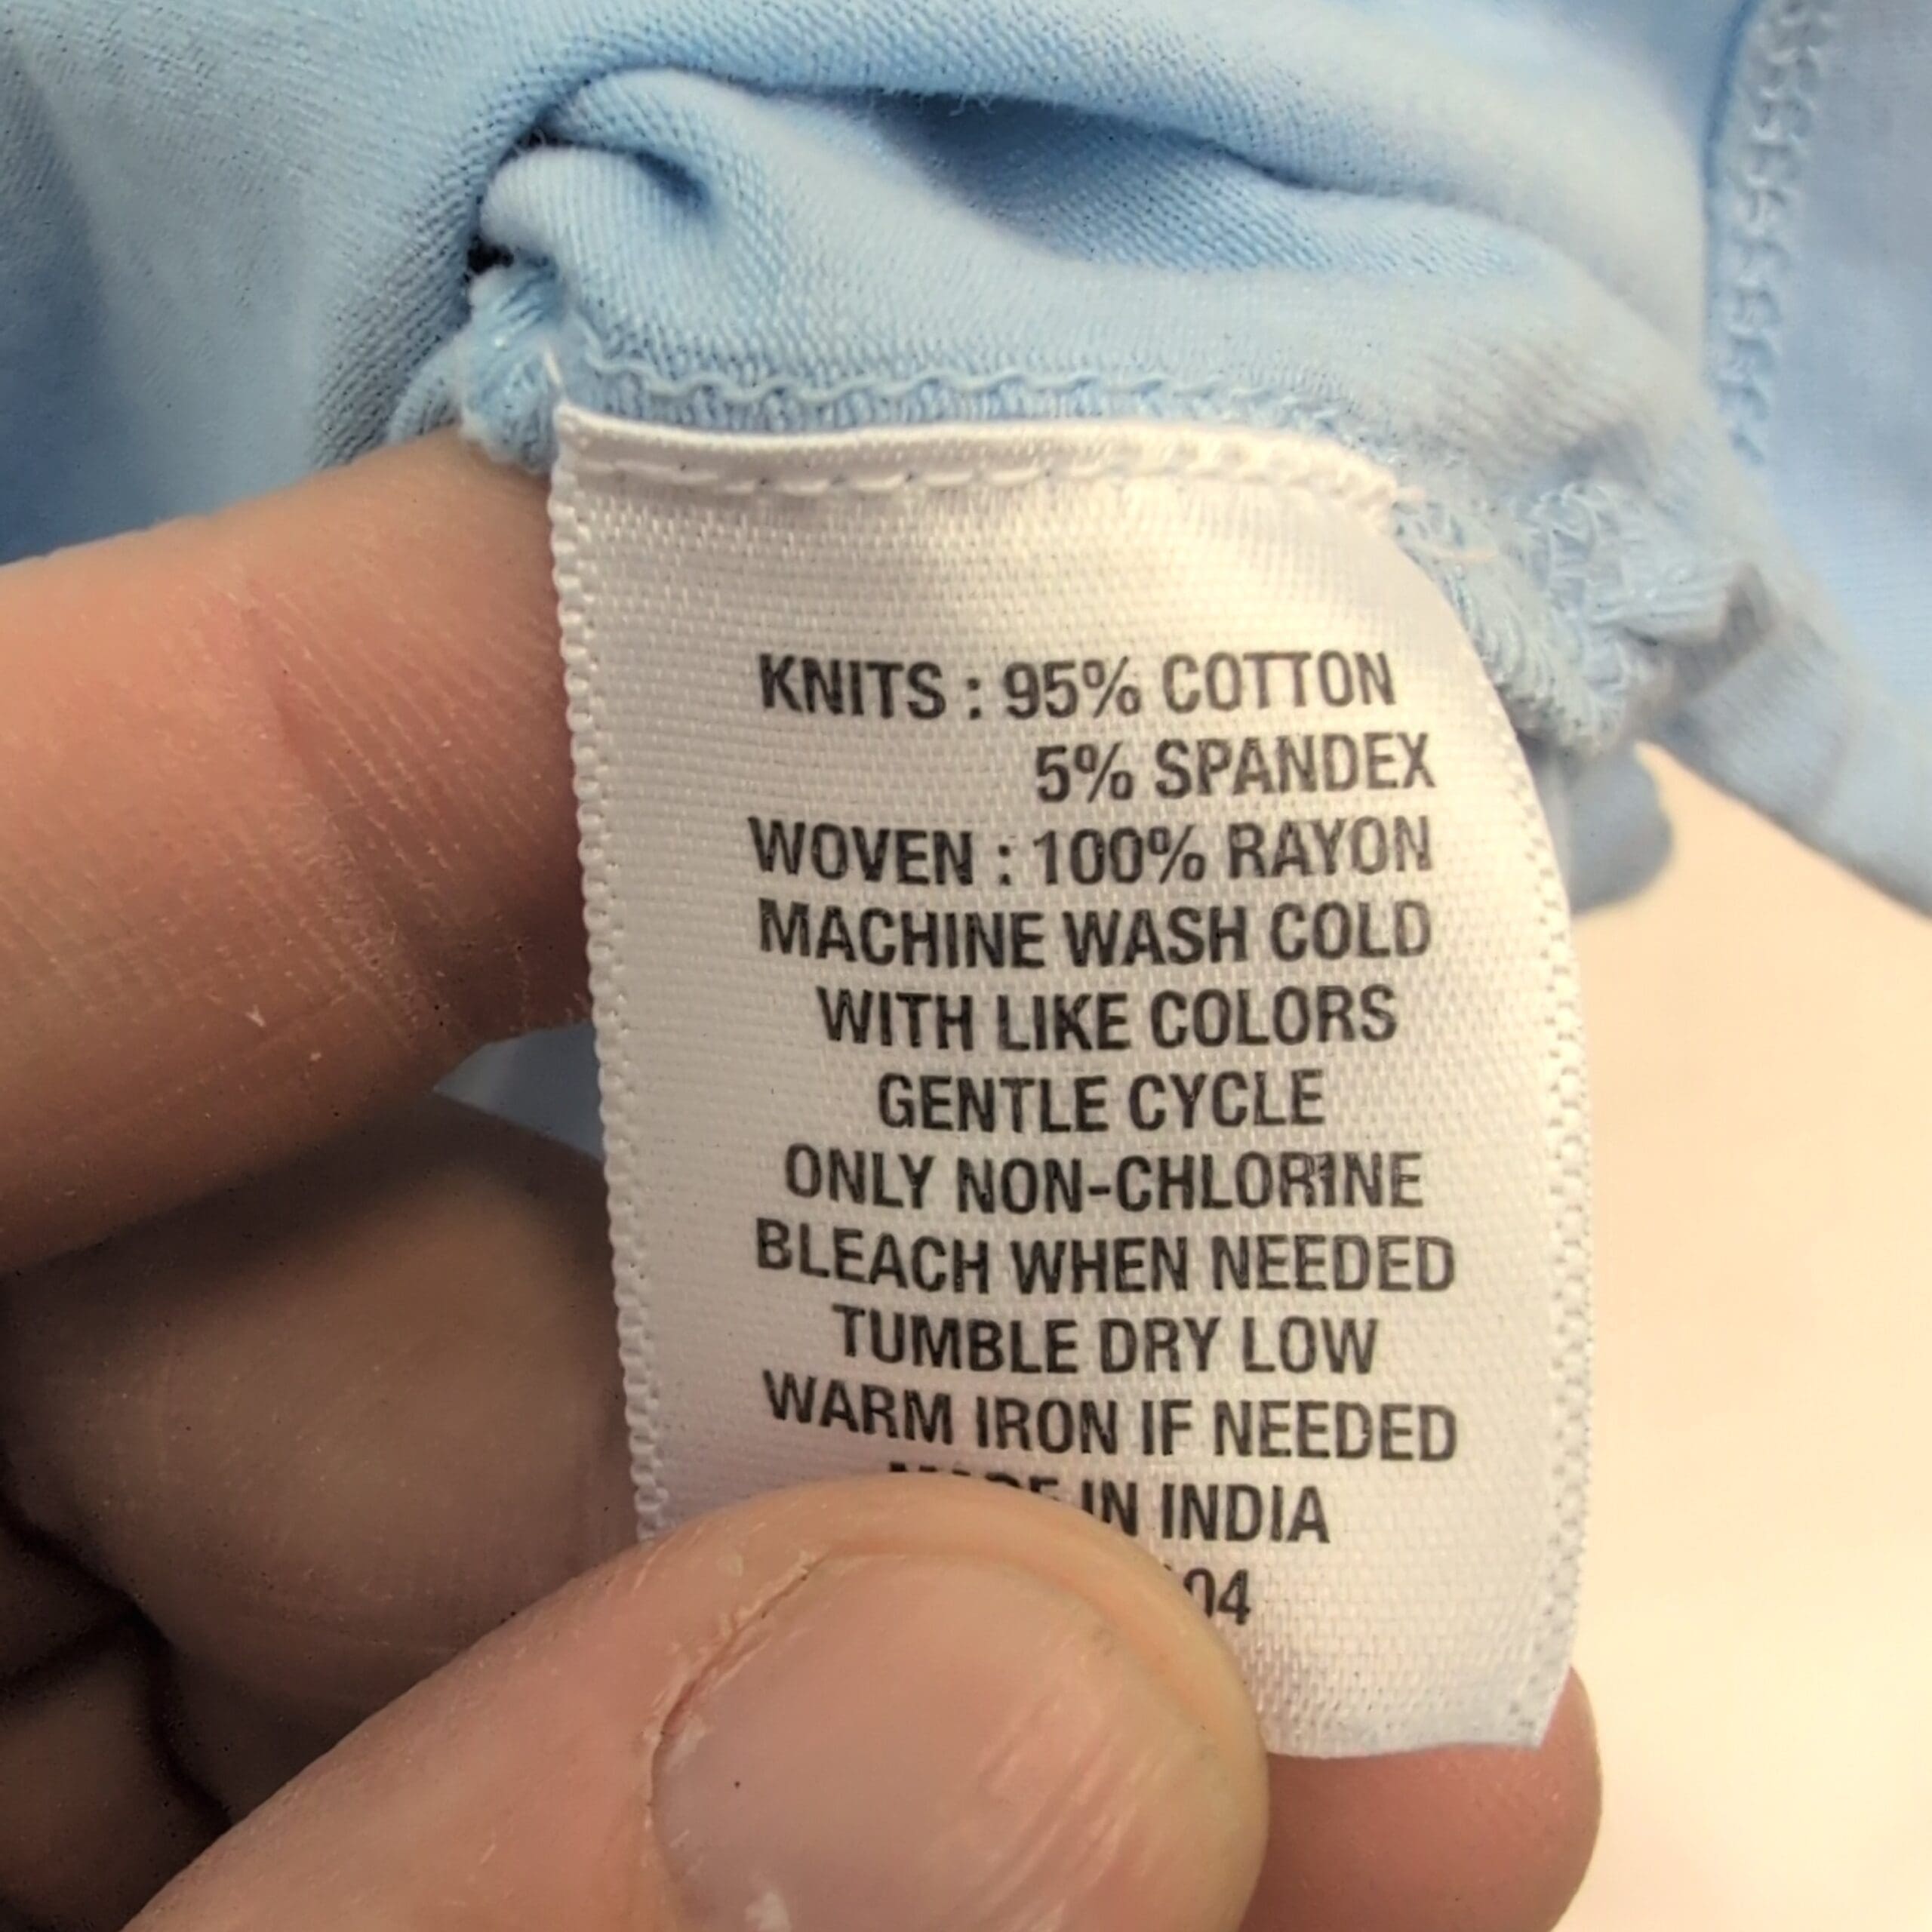 KNITS : 95% COTTON
5% SPANDEX
WOVEN : 100% RAYON
MACHINE WASH COLD
WITH LIKE COLORS
GENTLE CYCLE
ONLY NON-CHLORINE
BLEACH WHEN NEEDED
TUMBLE DRY LOW
WARM IRON IF NEEDED
MADE IN INDIA